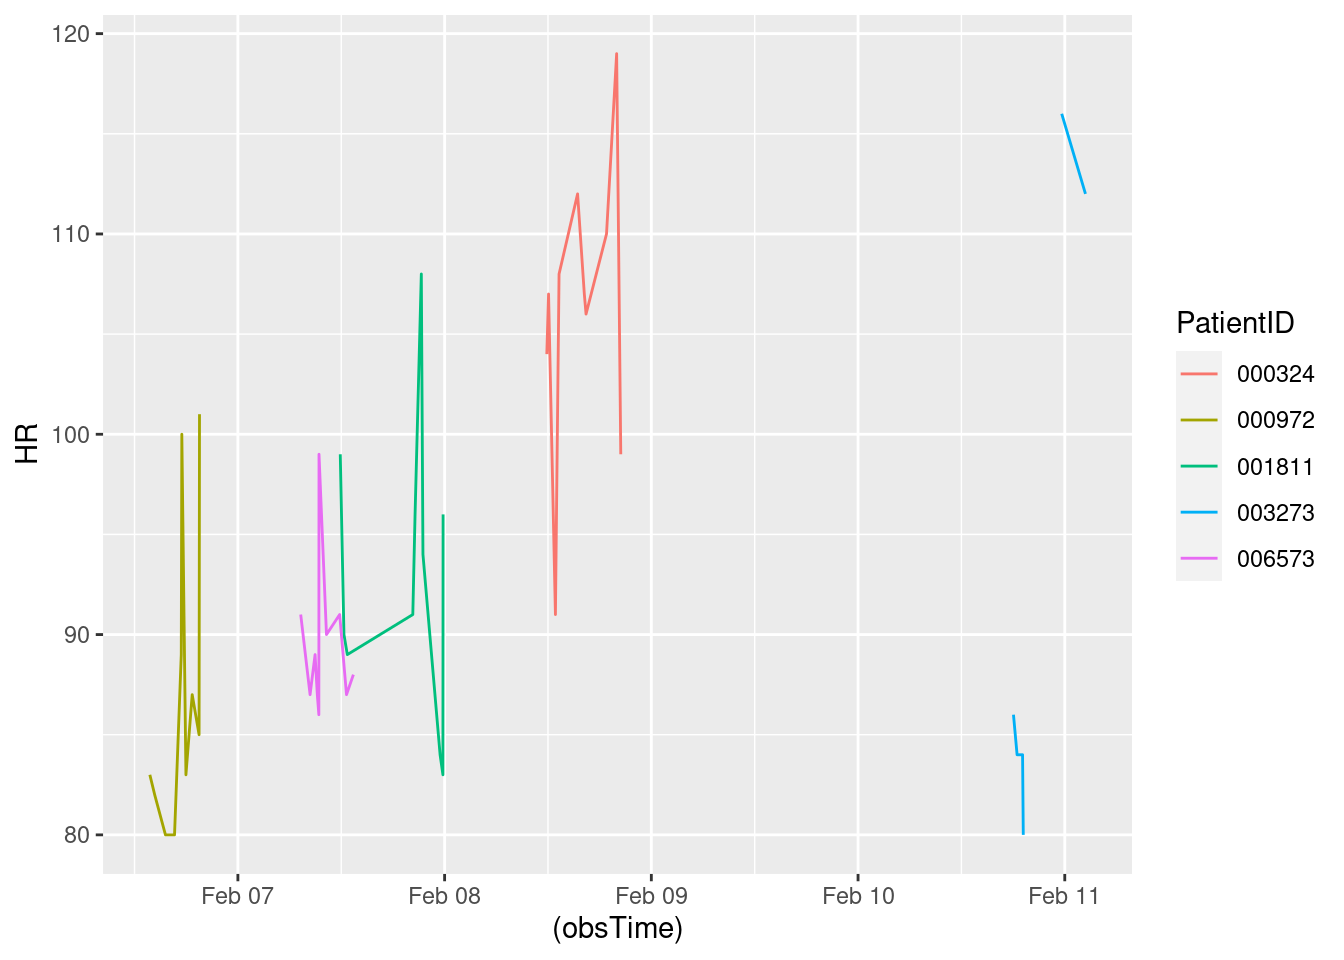 120
110
100
90
80
HR
Feb 07
Feb 08
Feb 09
Feb 10
Feb 11
(obsTime)
PatientID
000324
000972
001811
003273
006573